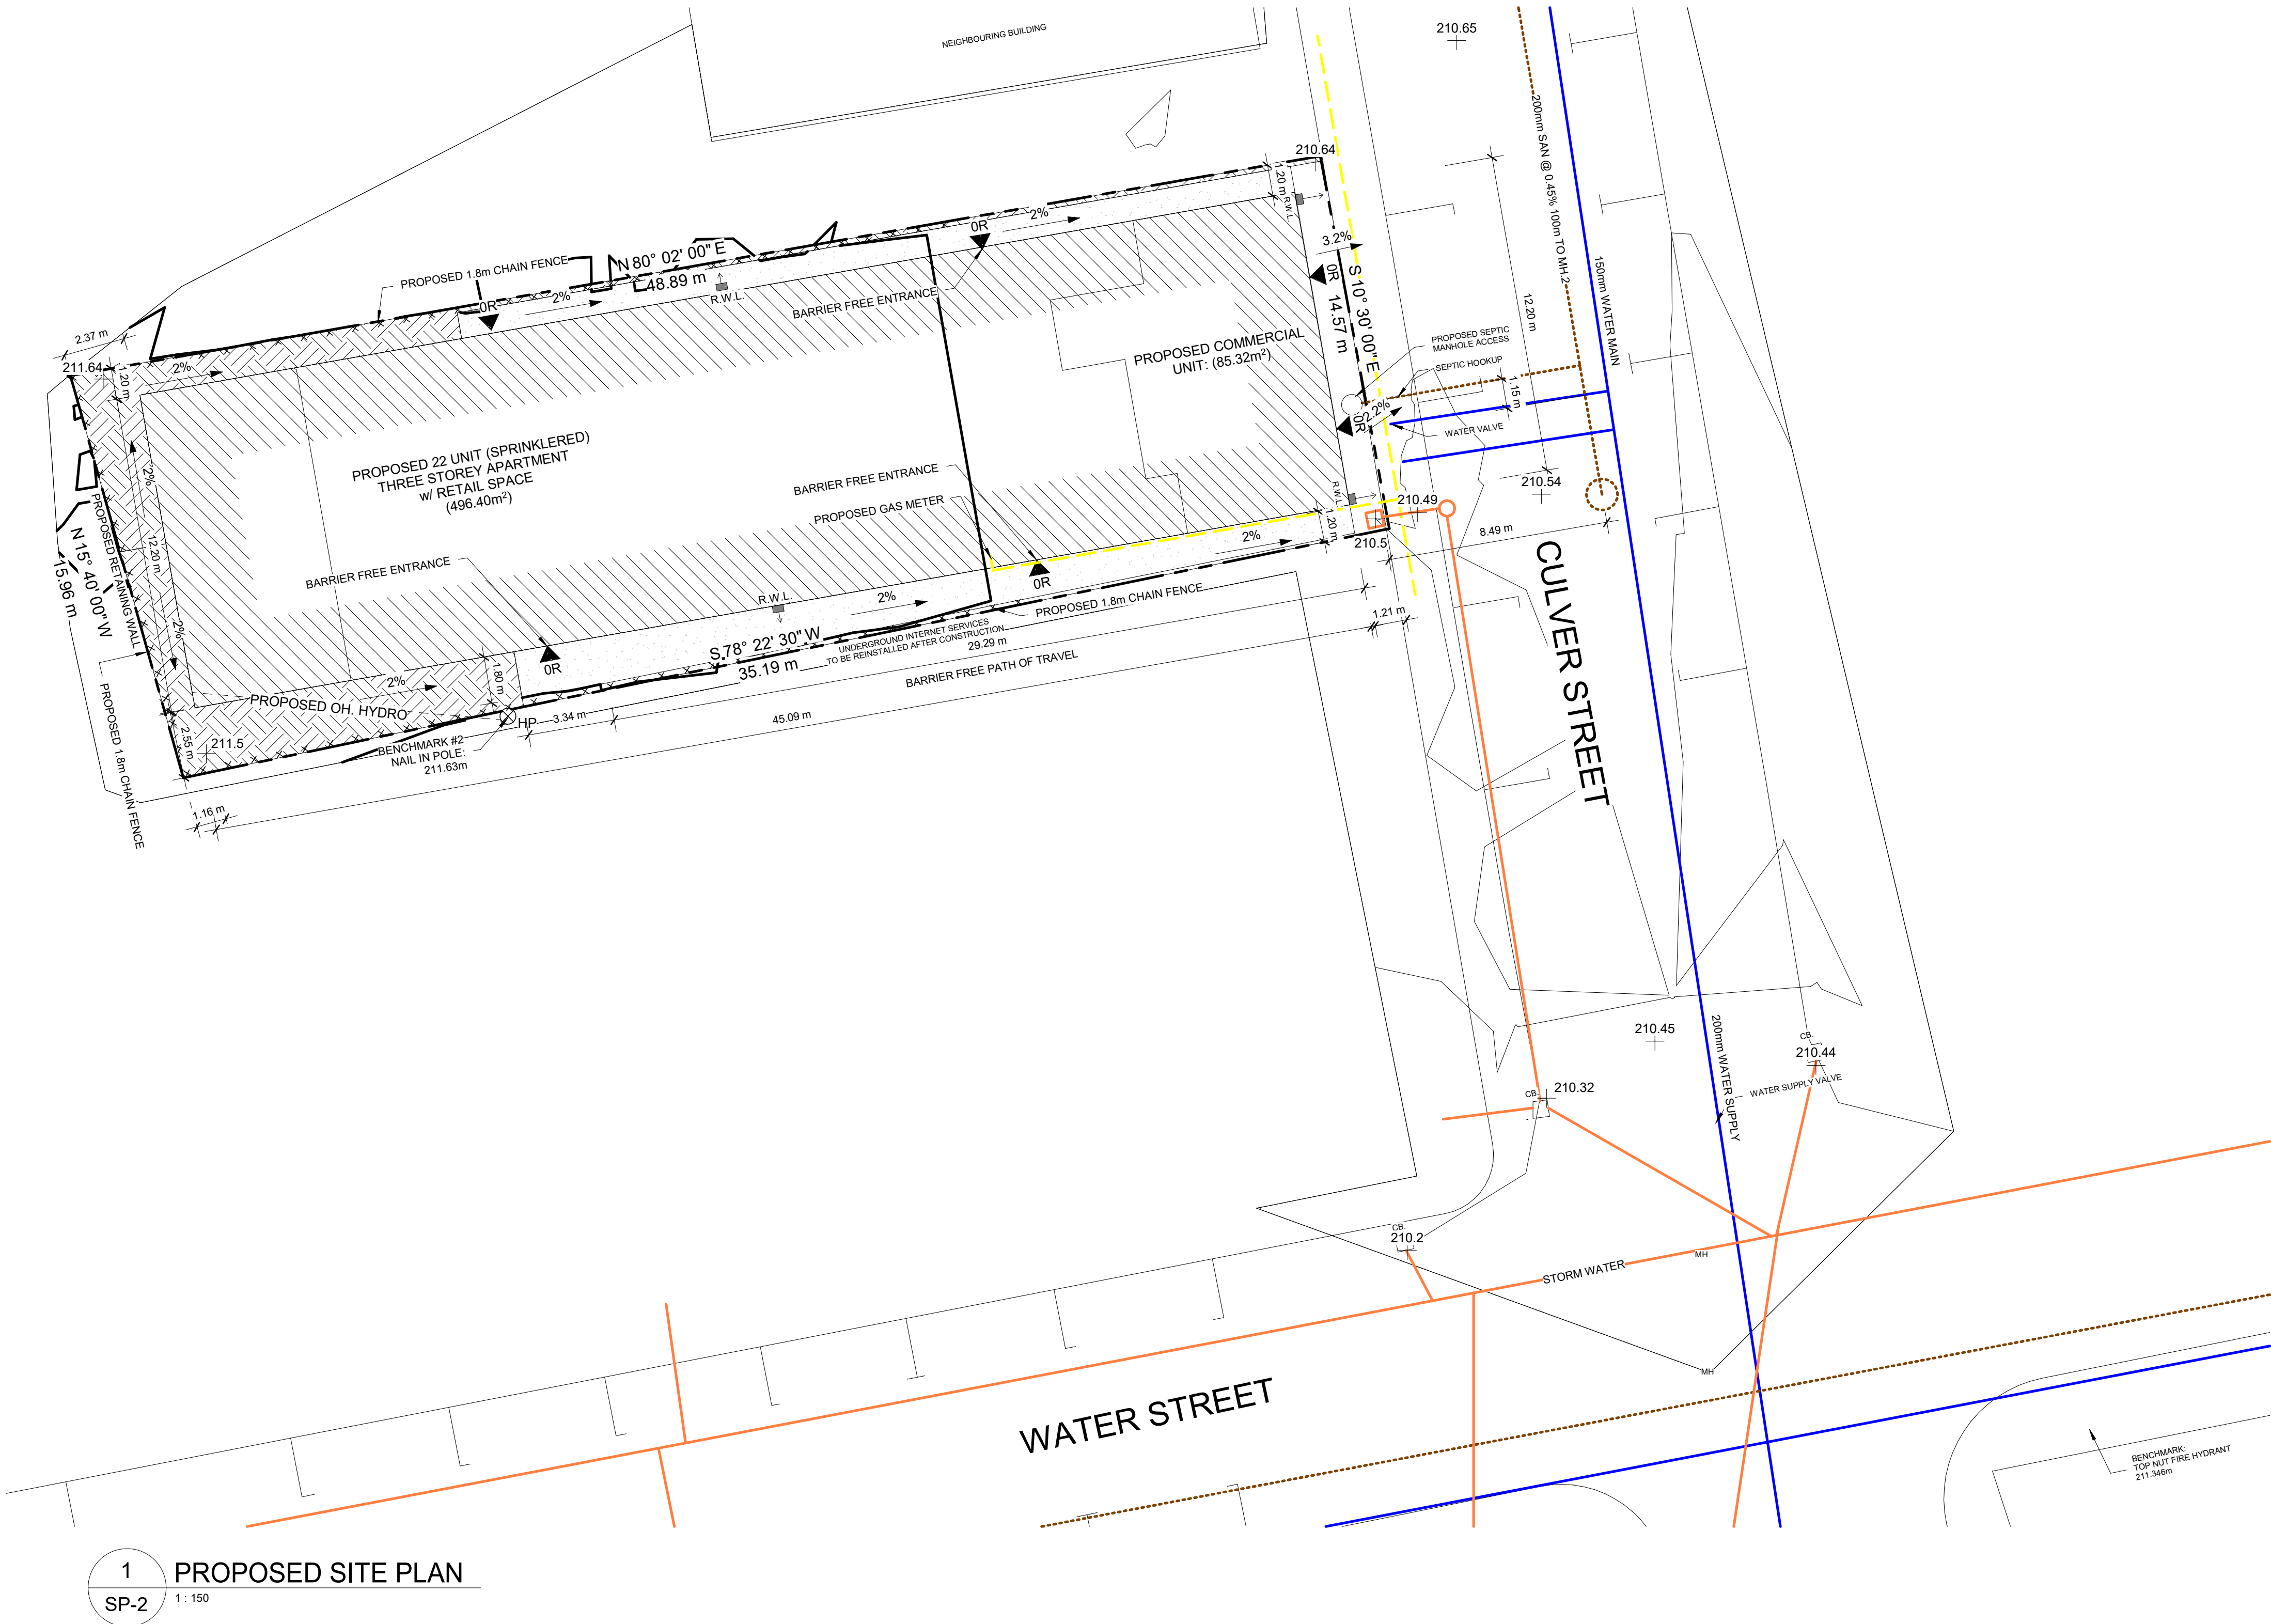 NEIGHBOURING BUILDING
210.65
200mm SAN @ 0.45% 100m TO MH.2
150mm WATER MAIN
210.64
1.20 m
R.W.L.
2%
0R
3.2%
0R
S 10° 30' 00" E
14.57 m
12.20 m
N 80° 02' 00" E
48.89 m
PROPOSED 1.8m CHAIN FENCE
0R
2%
R.W.L.
BARRIER FREE ENTRANCE
2.37 m
211.64
1.20 m
2%
PROPOSED COMMERCIAL
UNIT: (85.32m²)
PROPOSED SEPTIC
MANHOLE ACCESS
SEPTIC HOOKUP
1.15 m
2.2%
0R
WATER VALVE
PROPOSED 22 UNIT (SPRINKLERED)
THREE STOREY APARTMENT
w/ RETAIL SPACE
(496.40m²)
BARRIER FREE ENTRANCE
PROPOSED GAS METER
R.W.L.
210.49
210.54
1.20 m
210.5
8.49 m
2%
2%
12.20 m
2%
PROPOSED RETAINING WALL
N 15° 40' 00" W
15.96 m
BARRIER FREE ENTRANCE
0R
0R
R.W.L.
2%
PROPOSED 1.8m CHAIN FENCE
1.21 m
UNDERGROUND INTERNET SERVICES
TO BE REINSTALLED AFTER CONSTRUCTION
29.29 m
S 78° 22' 30" W
35.19 m
BARRIER FREE PATH OF TRAVEL
CULVER STREET
1.80 m
2%
PROPOSED OH. HYDRO
HP
3.34 m
45.09 m
PROPOSED 1.8m CHAIN FENCE
2.55 m
211.5
BENCHMARK #2
NAIL IN POLE:
211.63m
1.16 m
210.45
200mm WATER SUPPLY
CB.
210.44
WATER SUPPLY VALVE
CB.
210.32
CB.
210.2
STORM WATER
MH
MH
WATER STREET
BENCHMARK:
TOP NUT FIRE HYDRANT
211.346m
1
SP-2
PROPOSED SITE PLAN
1 : 150